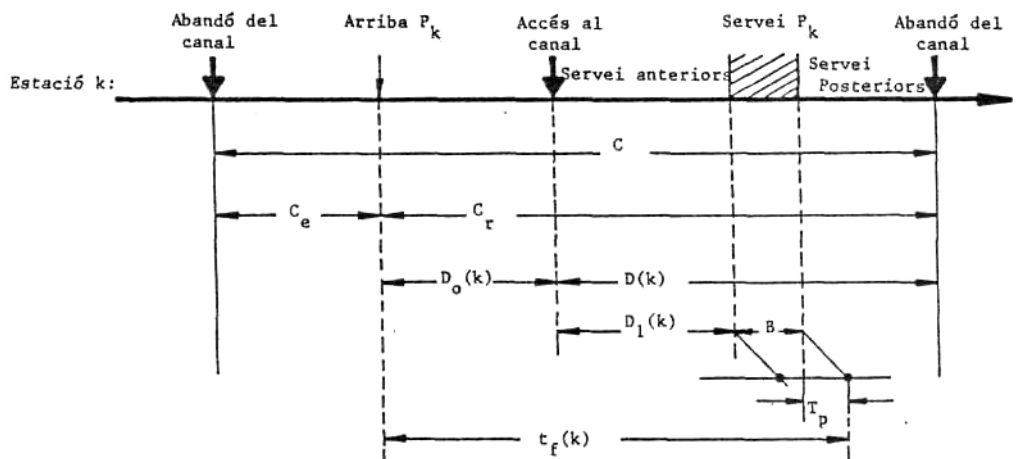 Abandó del
canal
Arriba P_k
Accés al
canal
Servei P_k
Abandó del
canal
Estació k:
Servei anteriors
Servei
Posteriors
C
C_e
C_r
D_o(k)
D(k)
D_1(k)
B
T_p
t_f(k)